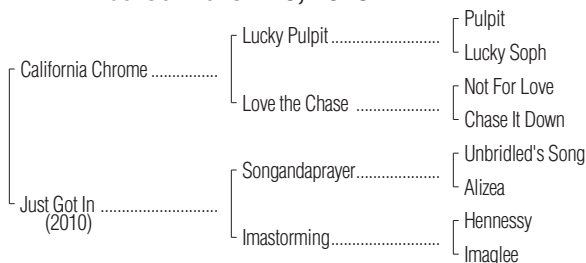 Pulpit
Lucky Pulpit
Lucky Soph
California Chrome
Not For Love
Love the Chase
Chase It Down
Unbridled's Song
Songandaprayer
Alizea
Just Got In
(2010)
Hennessy
Imastorming
Imaglee